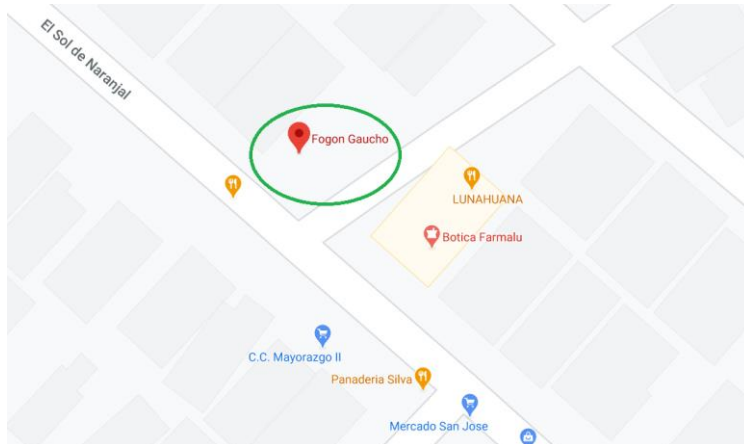 El Sol de Naranjal
Fogon Gaucho
LUNAHUANA
Botica Farmalu
C.C. Mayorazgo II
Panaderia Silva
Mercado San Jose